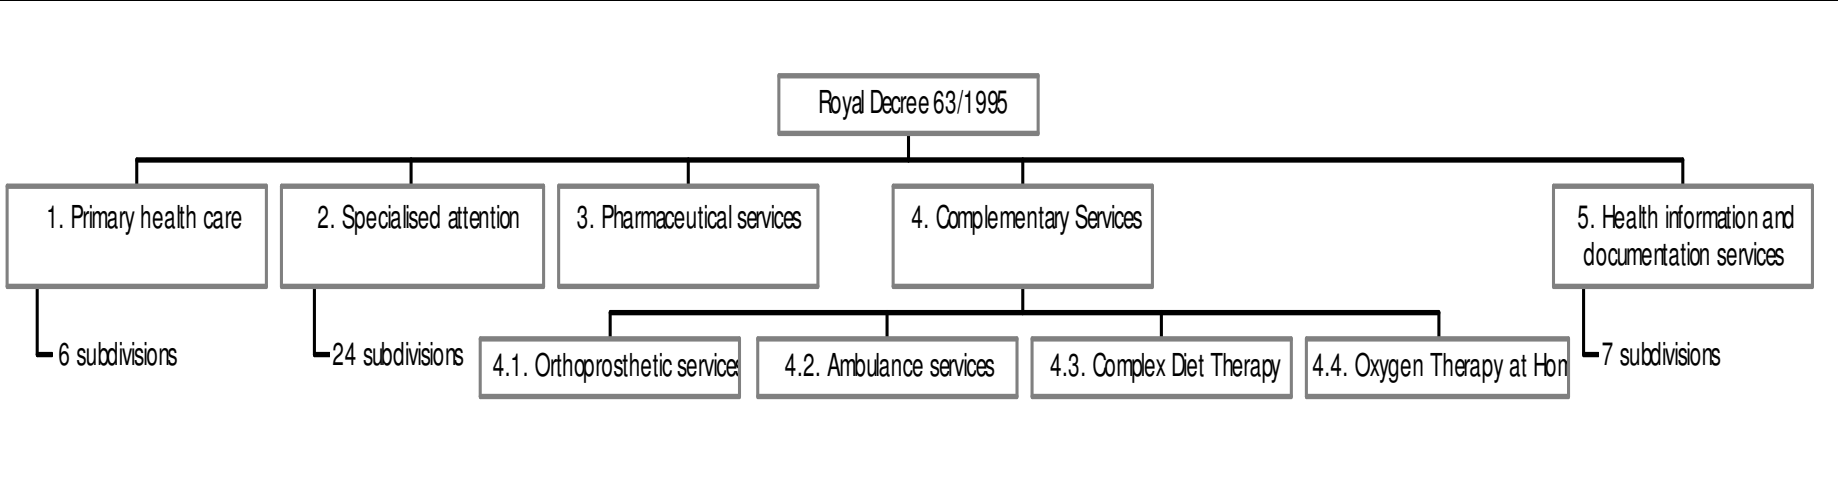 Royal Decree 63/1995
1. Primary health care
2. Specialised attention
3. Pharmaceutical services
4. Complementary Services
5. Health information and
documentation services
6 subdivisions
24 subdivisions
4.1. Orthoprosthetic services
4.2. Ambulance services
4.3. Complex Diet Therapy
4.4. Oxygen Therapy at Hon
7 subdivisions